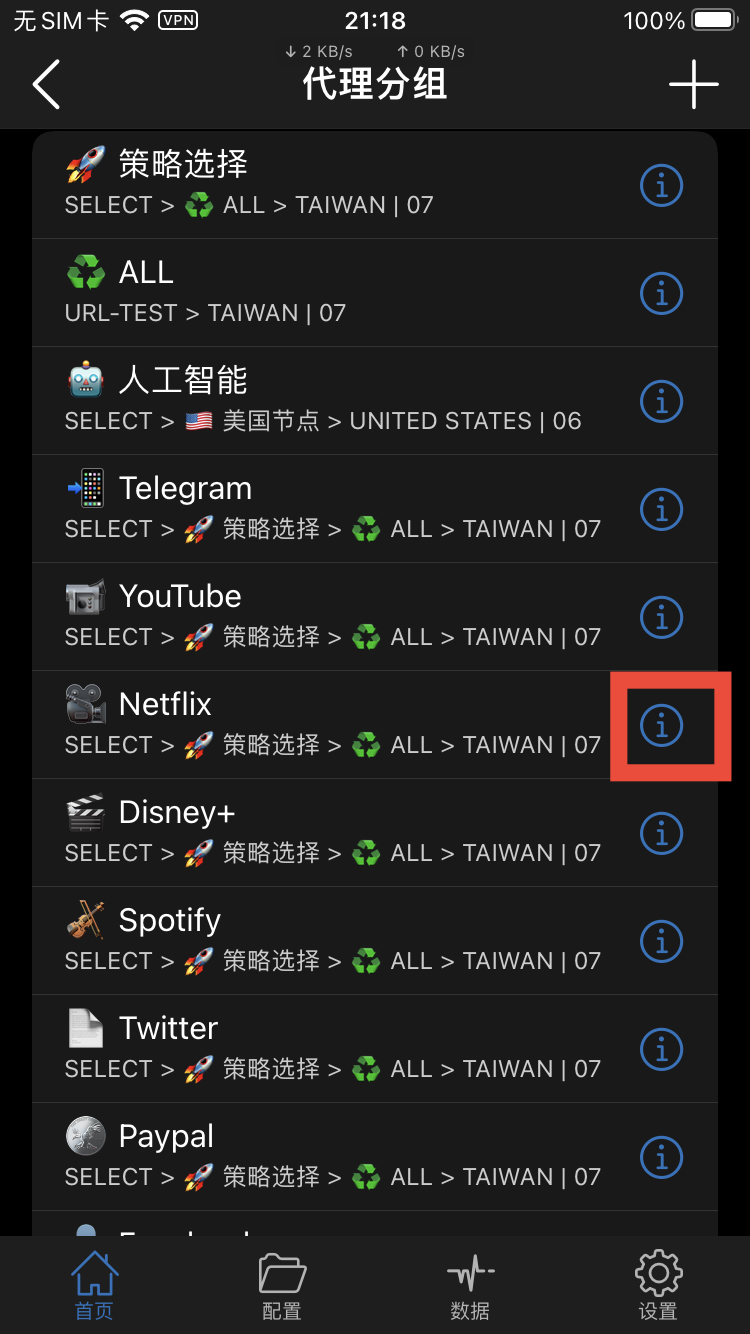 无SIM卡 VPN 21:18 100%
↓ 2 KB/s ↑ 0 KB/s
代理分组
🚀 策略选择
SELECT > ♻️ ALL > TAIWAN | 07
♻️ ALL
URL-TEST > TAIWAN | 07
🤖 人工智能
SELECT > 🇺🇸 美国节点 > UNITED STATES | 06
📲 Telegram
SELECT > 🚀 策略选择 > ♻️ ALL > TAIWAN | 07
📹 YouTube
SELECT > 🚀 策略选择 > ♻️ ALL > TAIWAN | 07
🎥 Netflix
SELECT > 🚀 策略选择 > ♻️ ALL > TAIWAN | 07
🎬 Disney+
SELECT > 🚀 策略选择 > ♻️ ALL > TAIWAN | 07
🎻 Spotify
SELECT > 🚀 策略选择 > ♻️ ALL > TAIWAN | 07
📄 Twitter
SELECT > 🚀 策略选择 > ♻️ ALL > TAIWAN | 07
Paypal
SELECT > 🚀 策略选择 > ♻️ ALL > TAIWAN | 07
首页 配置 数据 设置